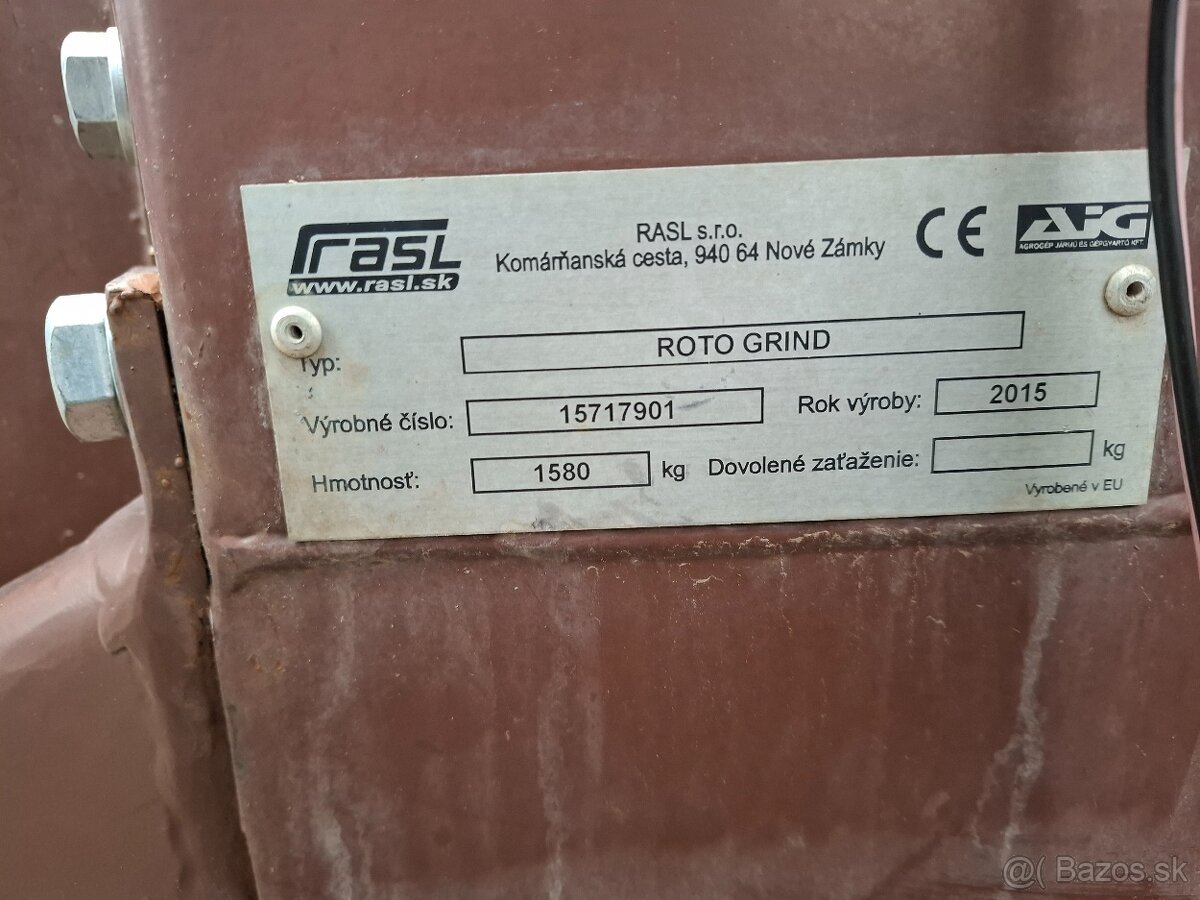 rasl
www.rasl.sk
RASL s.r.o.
Komárňanská cesta, 940 64 Nové Zámky
CE
AJG
AGROGÉP JÁRMŰ ÉS GÉPGYÁRTÓ KFT.
Typ: ROTO GRIND
Výrobné číslo: 15717901 Rok výroby: 2015
Hmotnosť: 1580 kg Dovolené zaťaženie: kg
Vyrobené v EU
@( Bazos.sk